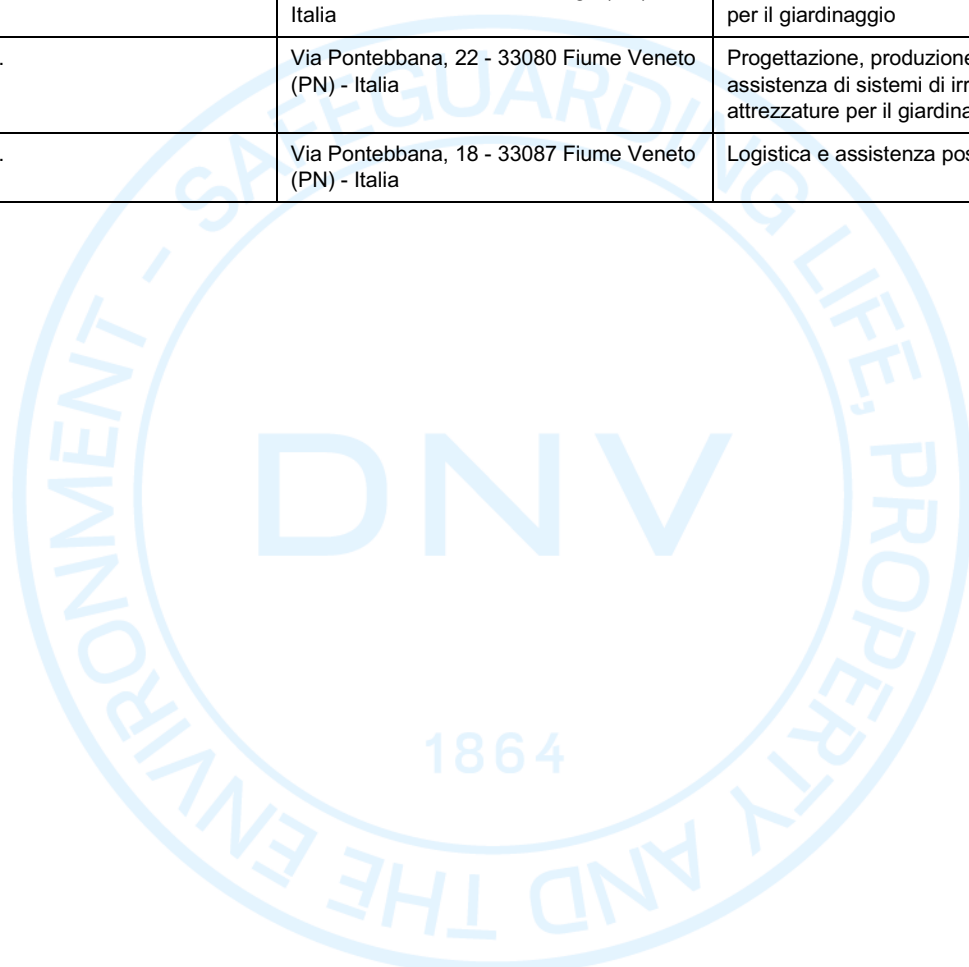 Italia
per il giardinaggio
.
Via Pontebbana, 22 - 33080 Fiume Veneto
(PN) - Italia
Progettazione, produzione
assistenza di sistemi di
attrezzature per il
.
Via Pontebbana, 18 - 33087 Fiume Veneto
(PN) - Italia
Logistica e assistenza
SAFEGUARDING LIFE, PROPERTY AND THE ENVIRONMENT -
DNV
1864